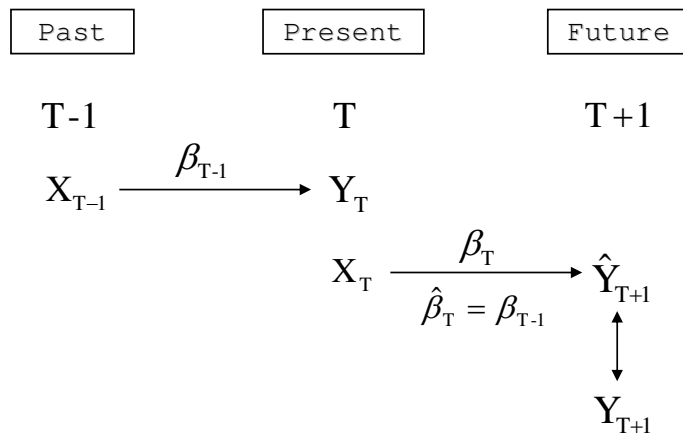 Past Present Future
T-1 T T+1
β_{T-1}
X_{T−1} Y_T
β_T
X_T Ŷ_{T+1}
β̂_T = β_{T-1}
Y_{T+1}